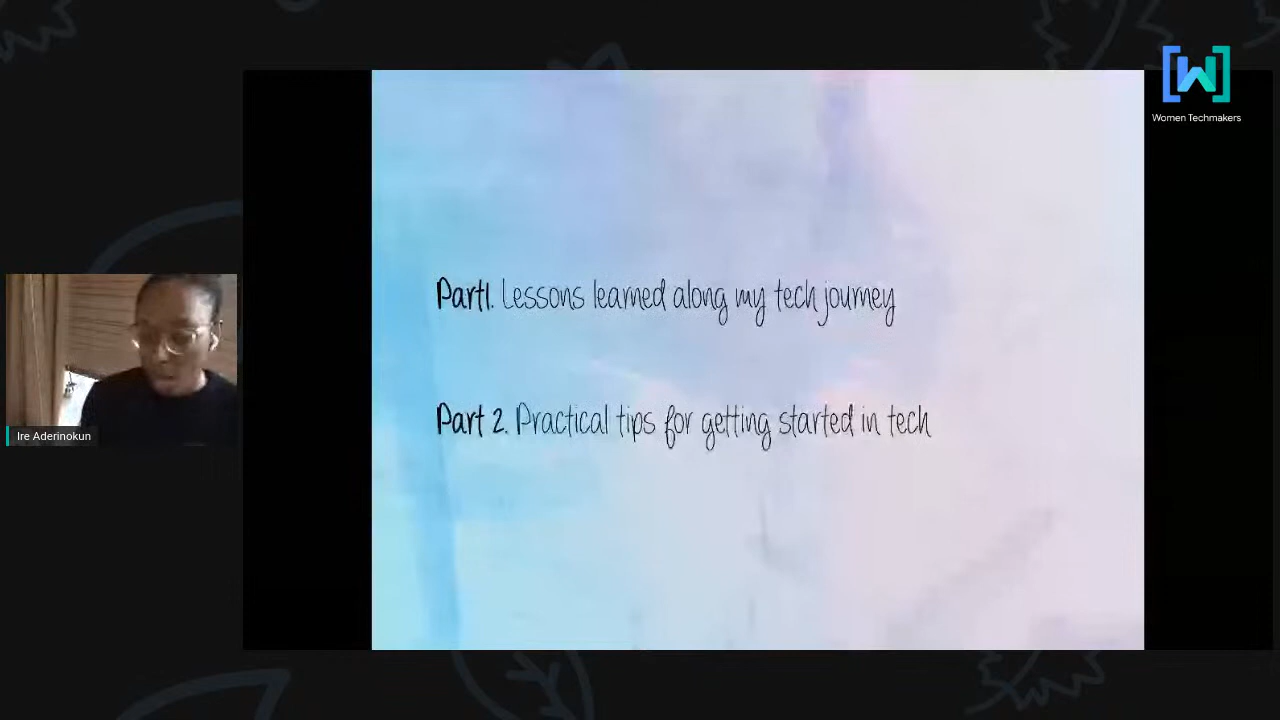 Women Techmakers
Part1. Lessons learned along my tech journey
Part 2. Practical tips for getting started in tech
Ire Aderinokun